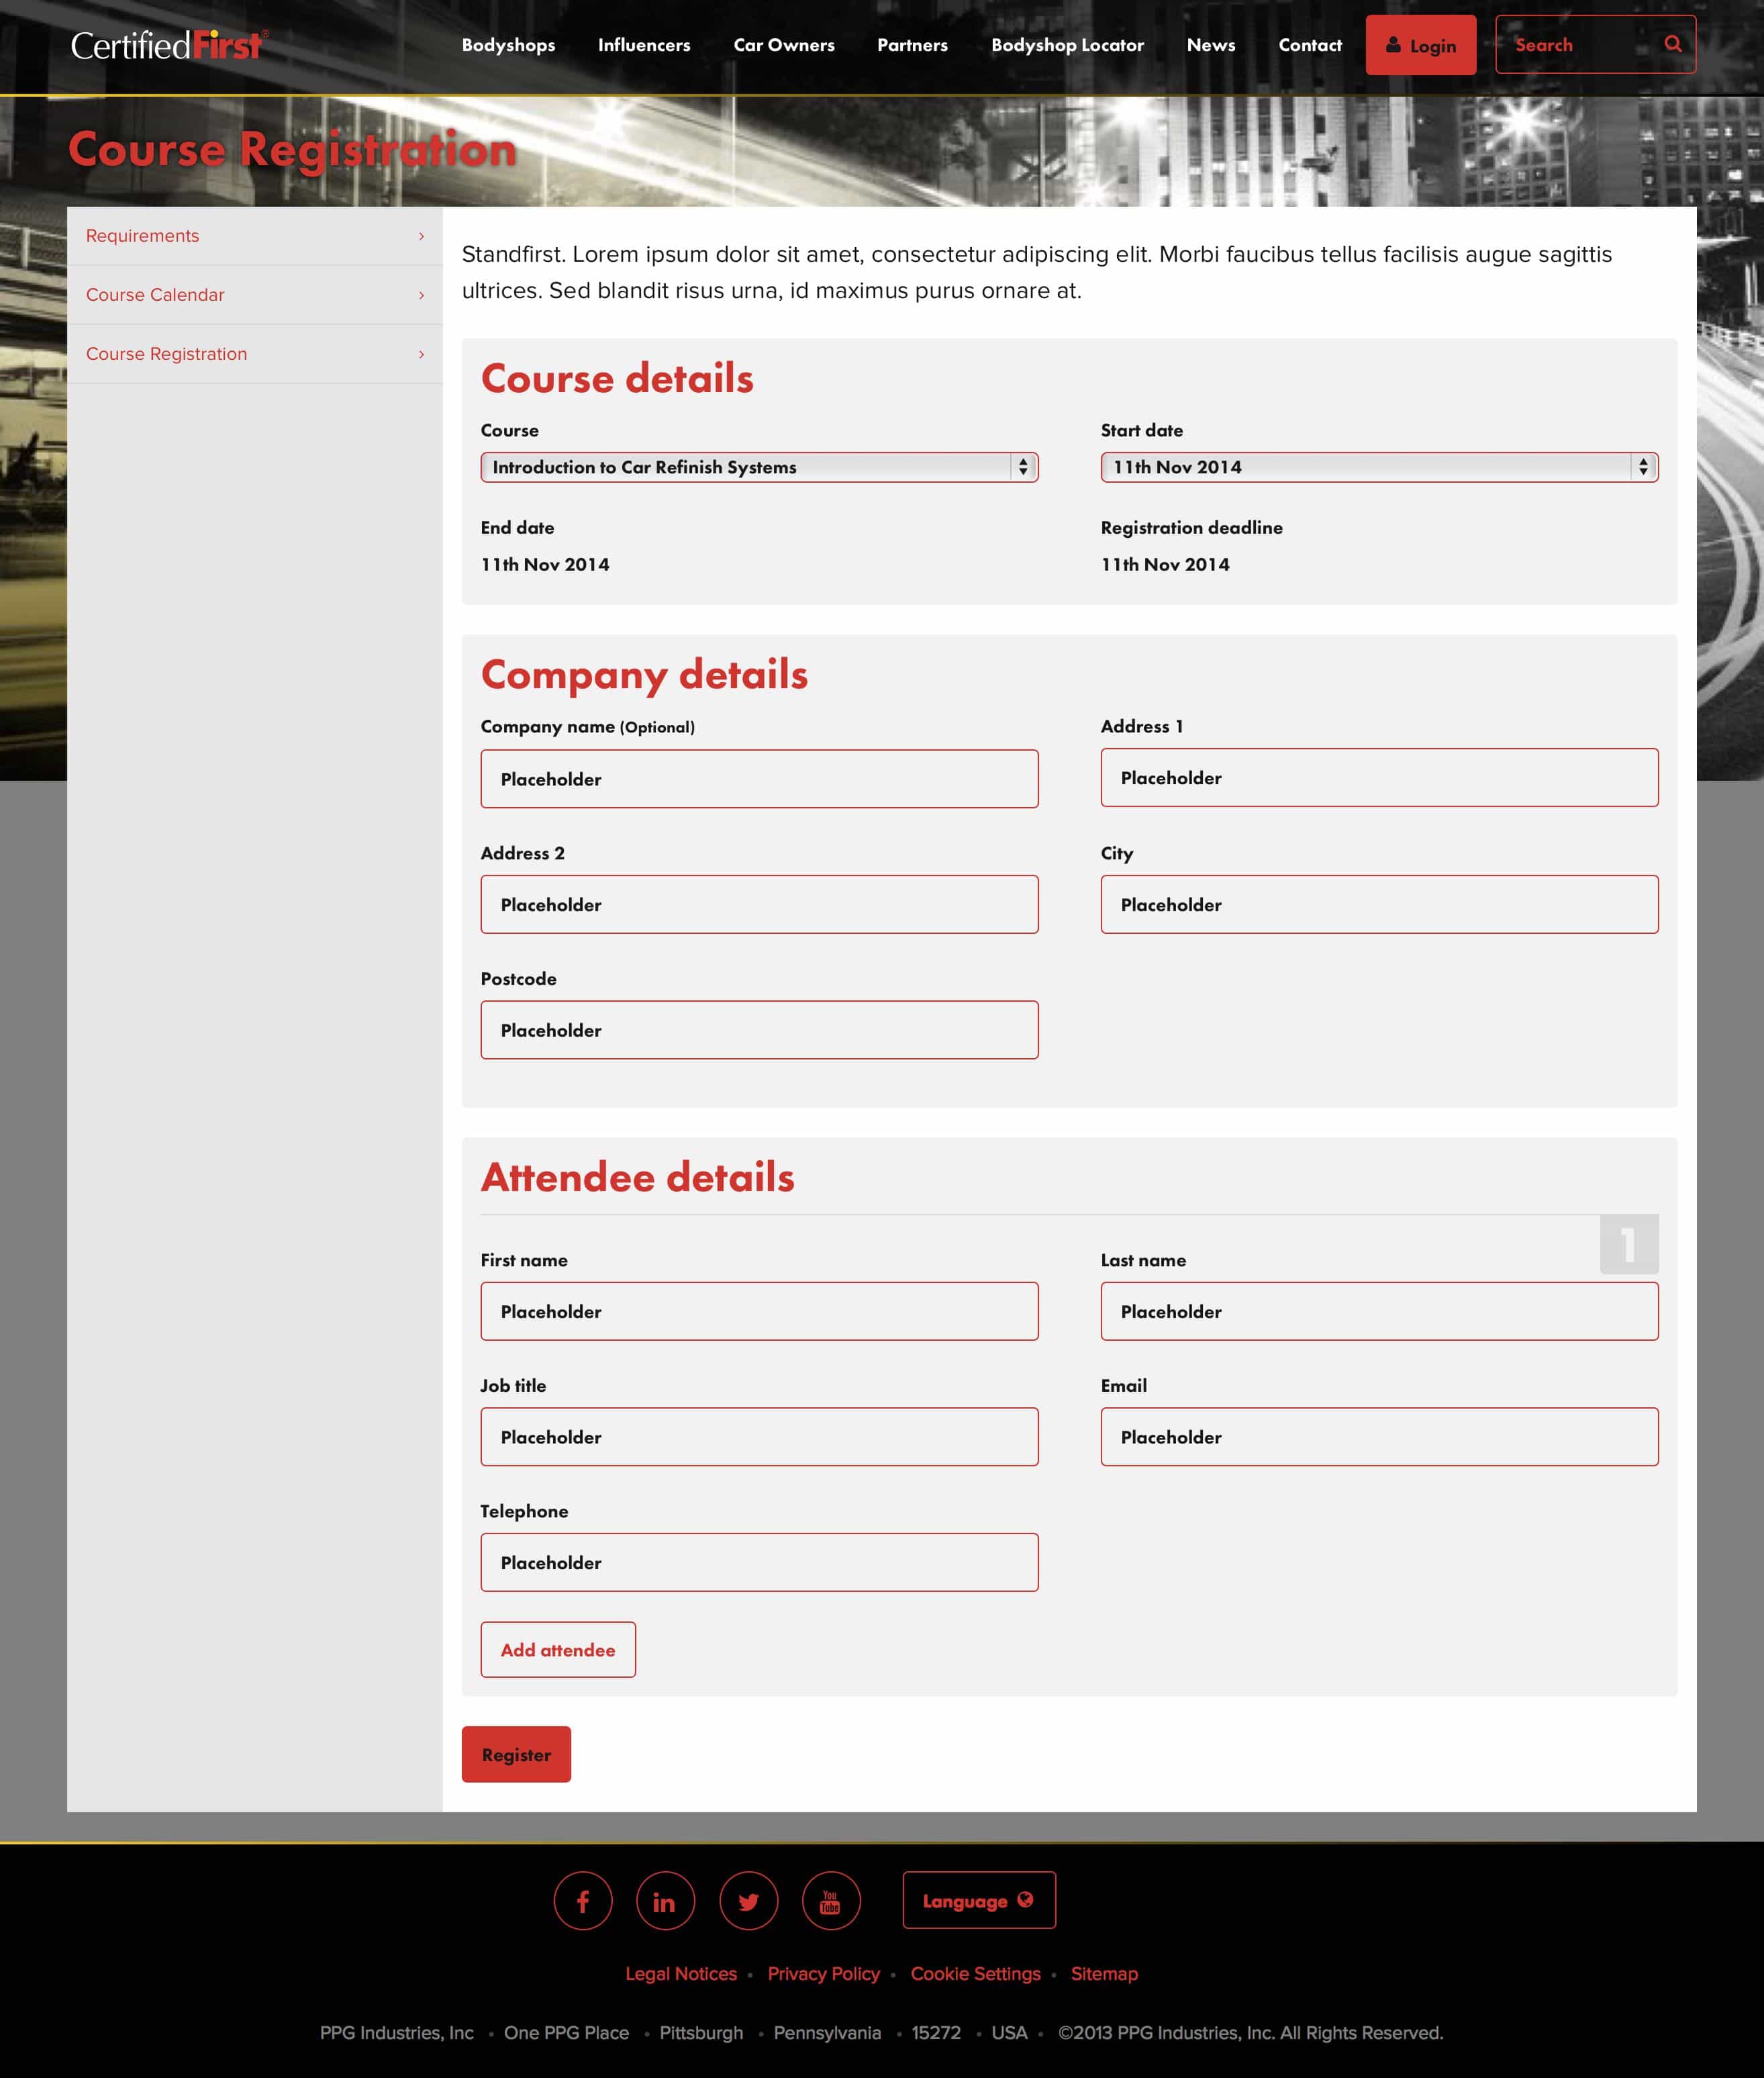 CertifiedFirst®
Bodyshops Influencers Car Owners Partners Bodyshop Locator News Contact Login Search
Course Registration
Requirements
Course Calendar
Course Registration
Standfirst. Lorem ipsum dolor sit amet, consectetur adipiscing elit. Morbi faucibus tellus facilisis augue sagittis
ultrices. Sed blandit risus urna, id maximus purus ornare at.
Course details
Course Start date
Introduction to Car Refinish Systems 11th Nov 2014
End date Registration deadline
11th Nov 2014 11th Nov 2014
Company details
Company name (Optional) Address 1
Placeholder Placeholder
Address 2 City
Placeholder Placeholder
Postcode
Placeholder
Attendee details
1
First name Last name
Placeholder Placeholder
Job title Email
Placeholder Placeholder
Telephone
Placeholder
Add attendee
Register
f in You Tube Language
Legal Notices • Privacy Policy • Cookie Settings • Sitemap
PPG Industries, Inc • One PPG Place • Pittsburgh • Pennsylvania • 15272 • USA • ©2013 PPG Industries, Inc. All Rights Reserved.